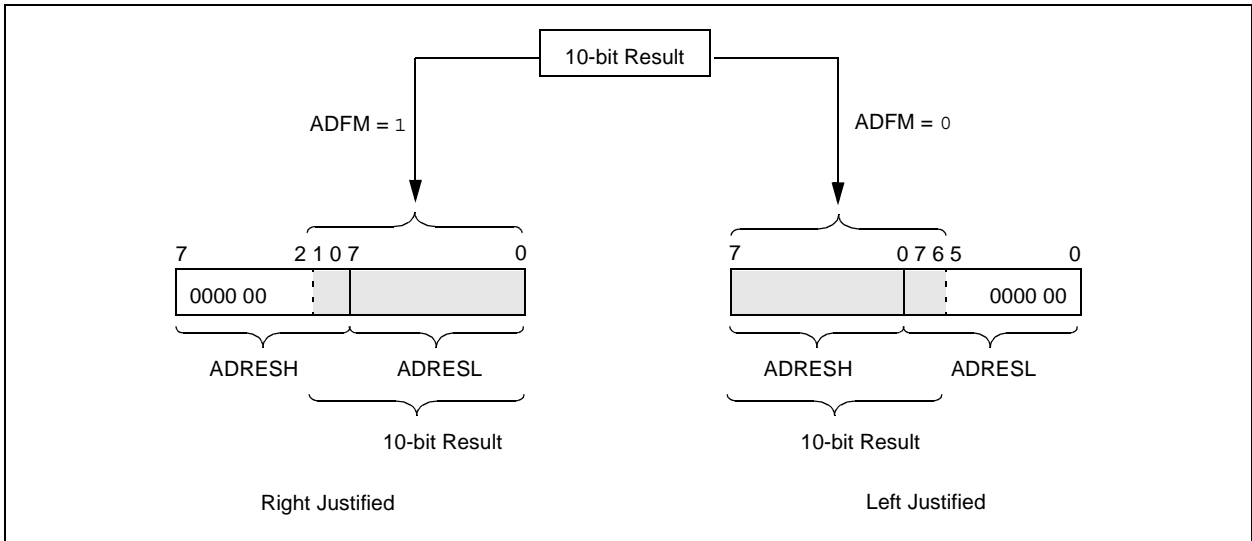 10-bit Result
ADFM = 1
ADFM = 0
7 2 1 0 7 0
7 0 7 6 5 0
0000 00
0000 00
ADRESH
ADRESL
ADRESH
ADRESL
10-bit Result
10-bit Result
Right Justified
Left Justified